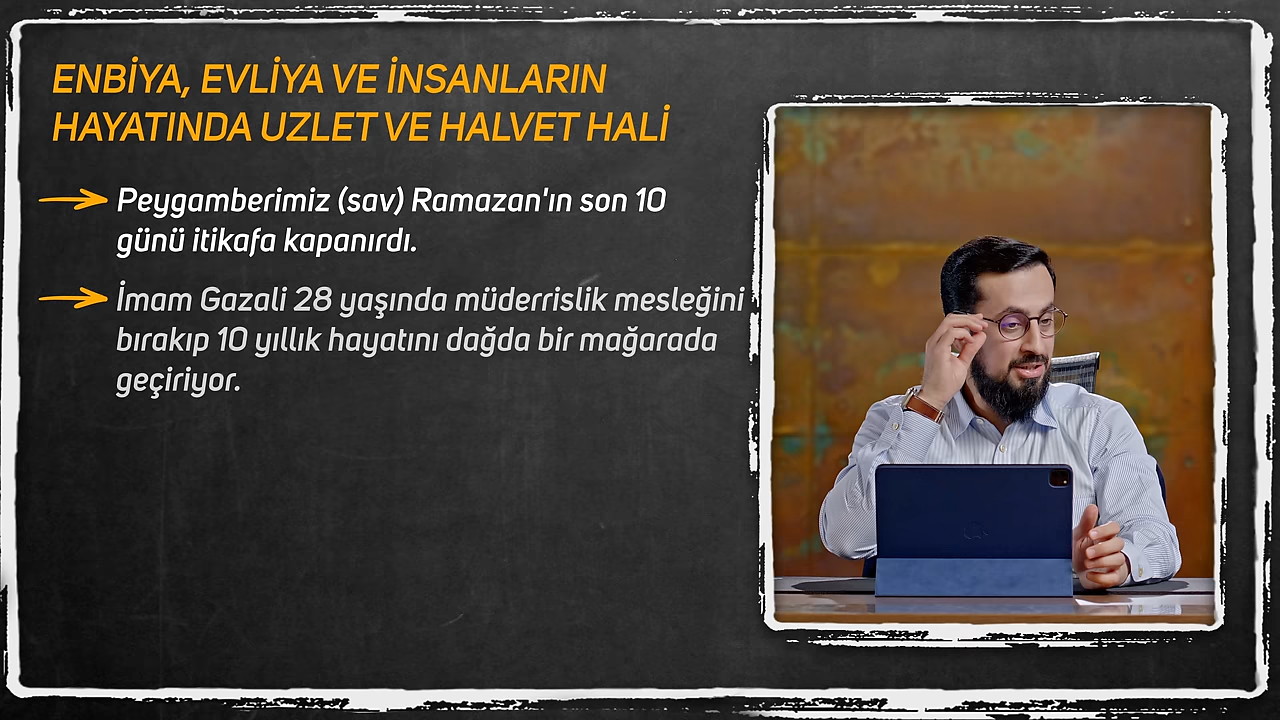 ENBİYA, EVLİYA VE İNSANLARIN
HAYATINDA UZLET VE HALVET HALİ
Peygamberimiz (sav) Ramazan'ın son 10
günü itikafa kapanırdı.
İmam Gazali 28 yaşında müderrislik mesleğini
bırakıp 10 yıllık hayatını dağda bir mağarada
geçiriyor.